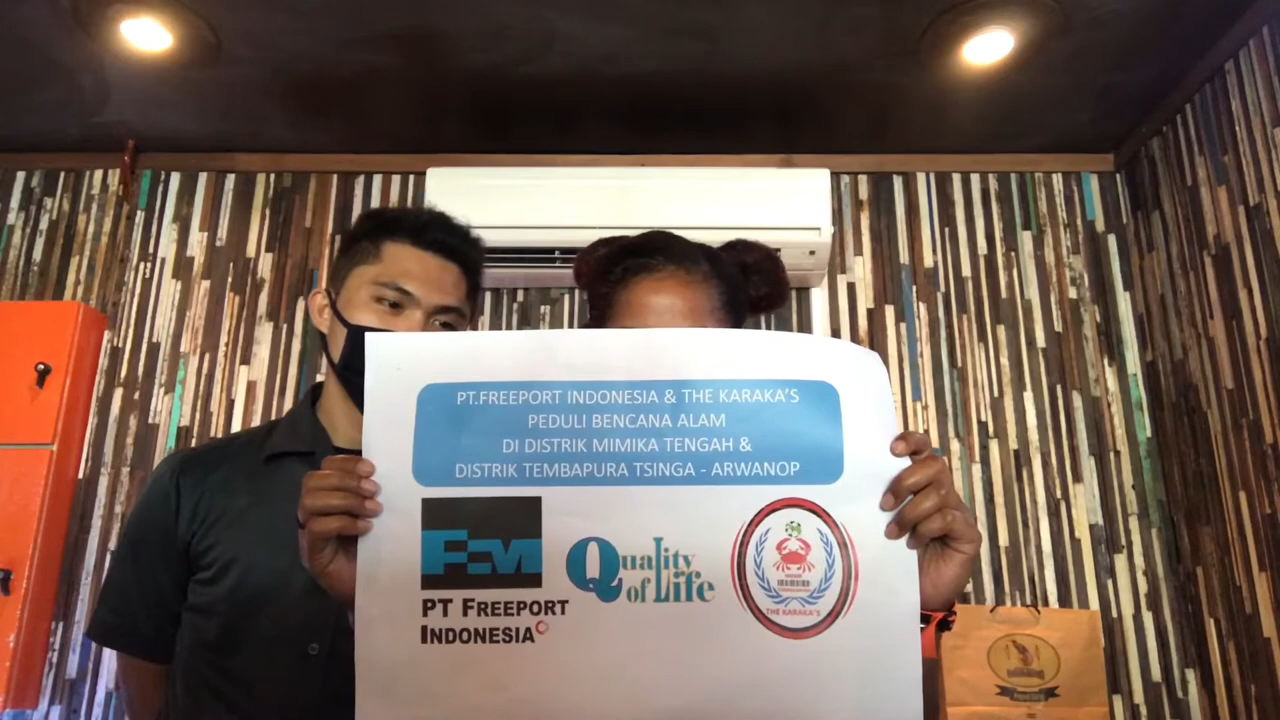 PT.FREEPORT INDONESIA & THE KARAKA'S
PEDULI BENCANA ALAM
DI DISTRIK MIMIKA TENGAH &
DISTRIK TEMBAPURA TSINGA - ARWANOP
FCM
PT FREEPORT
INDONESIA
Quality
of Life
THE KARAKA'S